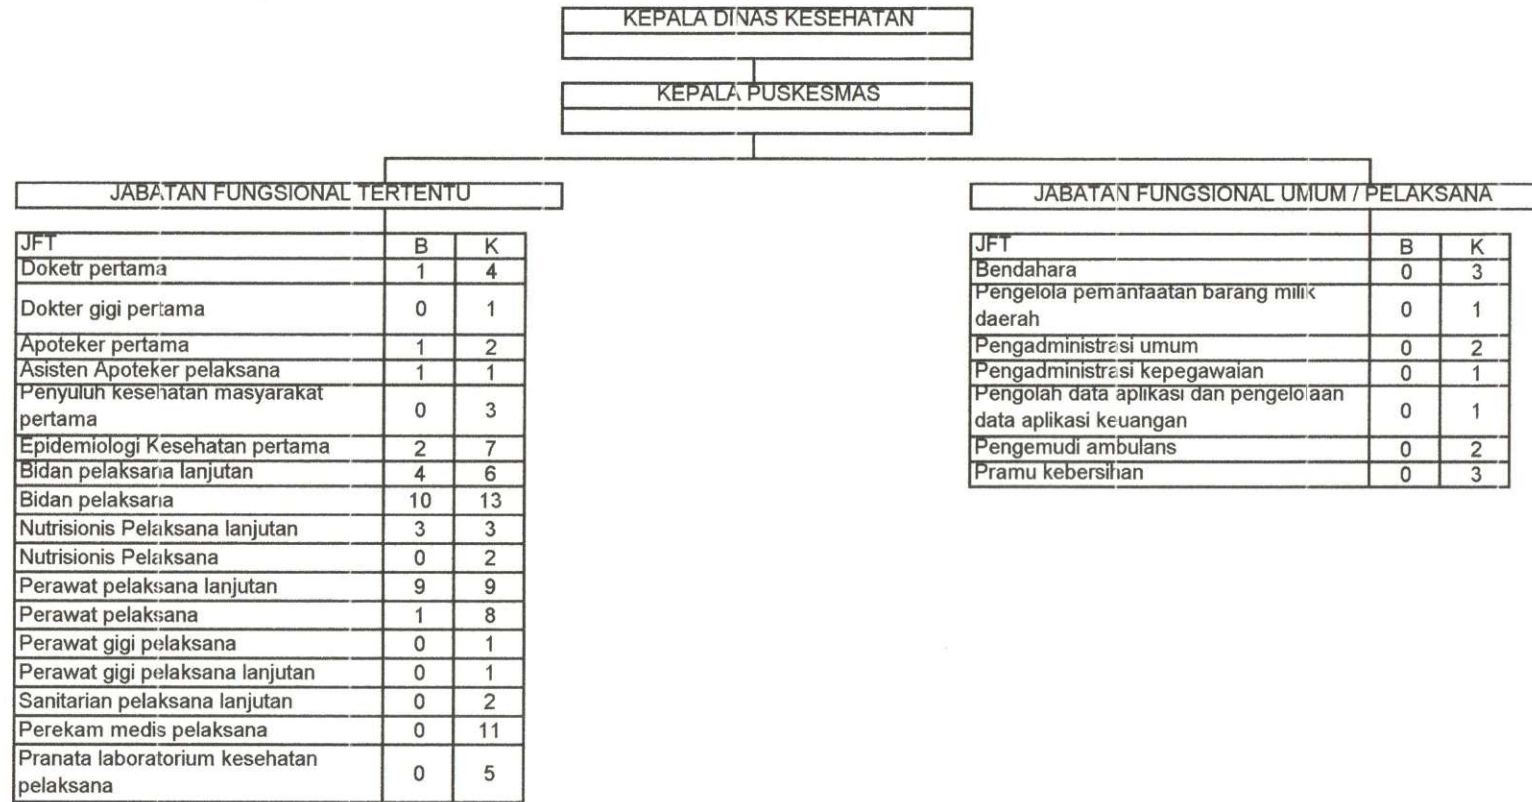 KEPALA DINAS KESEHATAN
KEPALA PUSKESMAS
JABATAN FUNGSIONAL TERTENTU
JFT B K
Doketr pertama 1 4
Dokter gigi pertama 0 1
Apoteker pertama 1 2
Asisten Apoteker pelaksana 1 1
Penyuluh kesehatan masyarakat
pertama 0 3
Epidemiologi Kesehatan pertama 2 7
Bidan pelaksana lanjutan 4 6
Bidan pelaksana 10 13
Nutrisionis Pelaksana lanjutan 3 3
Nutrisionis Pelaksana 0 2
Perawat pelaksana lanjutan 9 9
Perawat pelaksana 1 8
Perawat gigi pelaksana 0 1
Perawat gigi pelaksana lanjutan 0 1
Sanitarian pelaksana lanjutan 0 2
Perekam medis pelaksana 0 11
Pranata laboratorium kesehatan
pelaksana 0 5
JABATAN FUNGSIONAL UMUM / PELAKSANA
JFT B K
Bendahara 0 3
Pengelola pemanfaatan barang milik
daerah 0 1
Pengadministrasi umum 0 2
Pengadministrasi kepegawaian 0 1
Pengolah data aplikasi dan pengelolaan
data aplikasi keuangan 0 1
Pengemudi ambulans 0 2
Pramu kebersihan 0 3